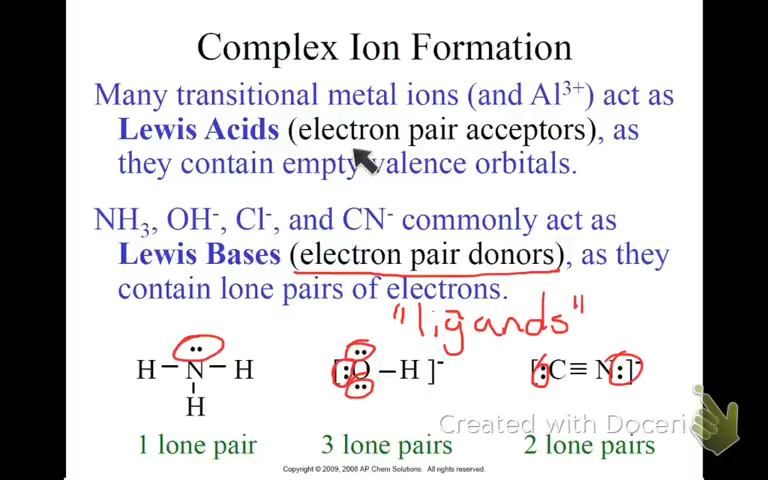 Complex Ion Formation
Many transitional metal ions (and Al³⁺) act as
Lewis Acids (electron pair acceptors), as
they contain empty valence orbitals.
NH₃, OH⁻, Cl⁻, and CN⁻ commonly act as
Lewis Bases (electron pair donors), as they
contain lone pairs of electrons.
"ligands"
H – N – H
[:O – H ]⁻
[:C ≡ N:]⁻
H
Created with Doceri
1 lone pair
3 lone pairs
2 lone pairs
Copyright © 2009, 2008 AP Chem Solutions. All rights reserved.